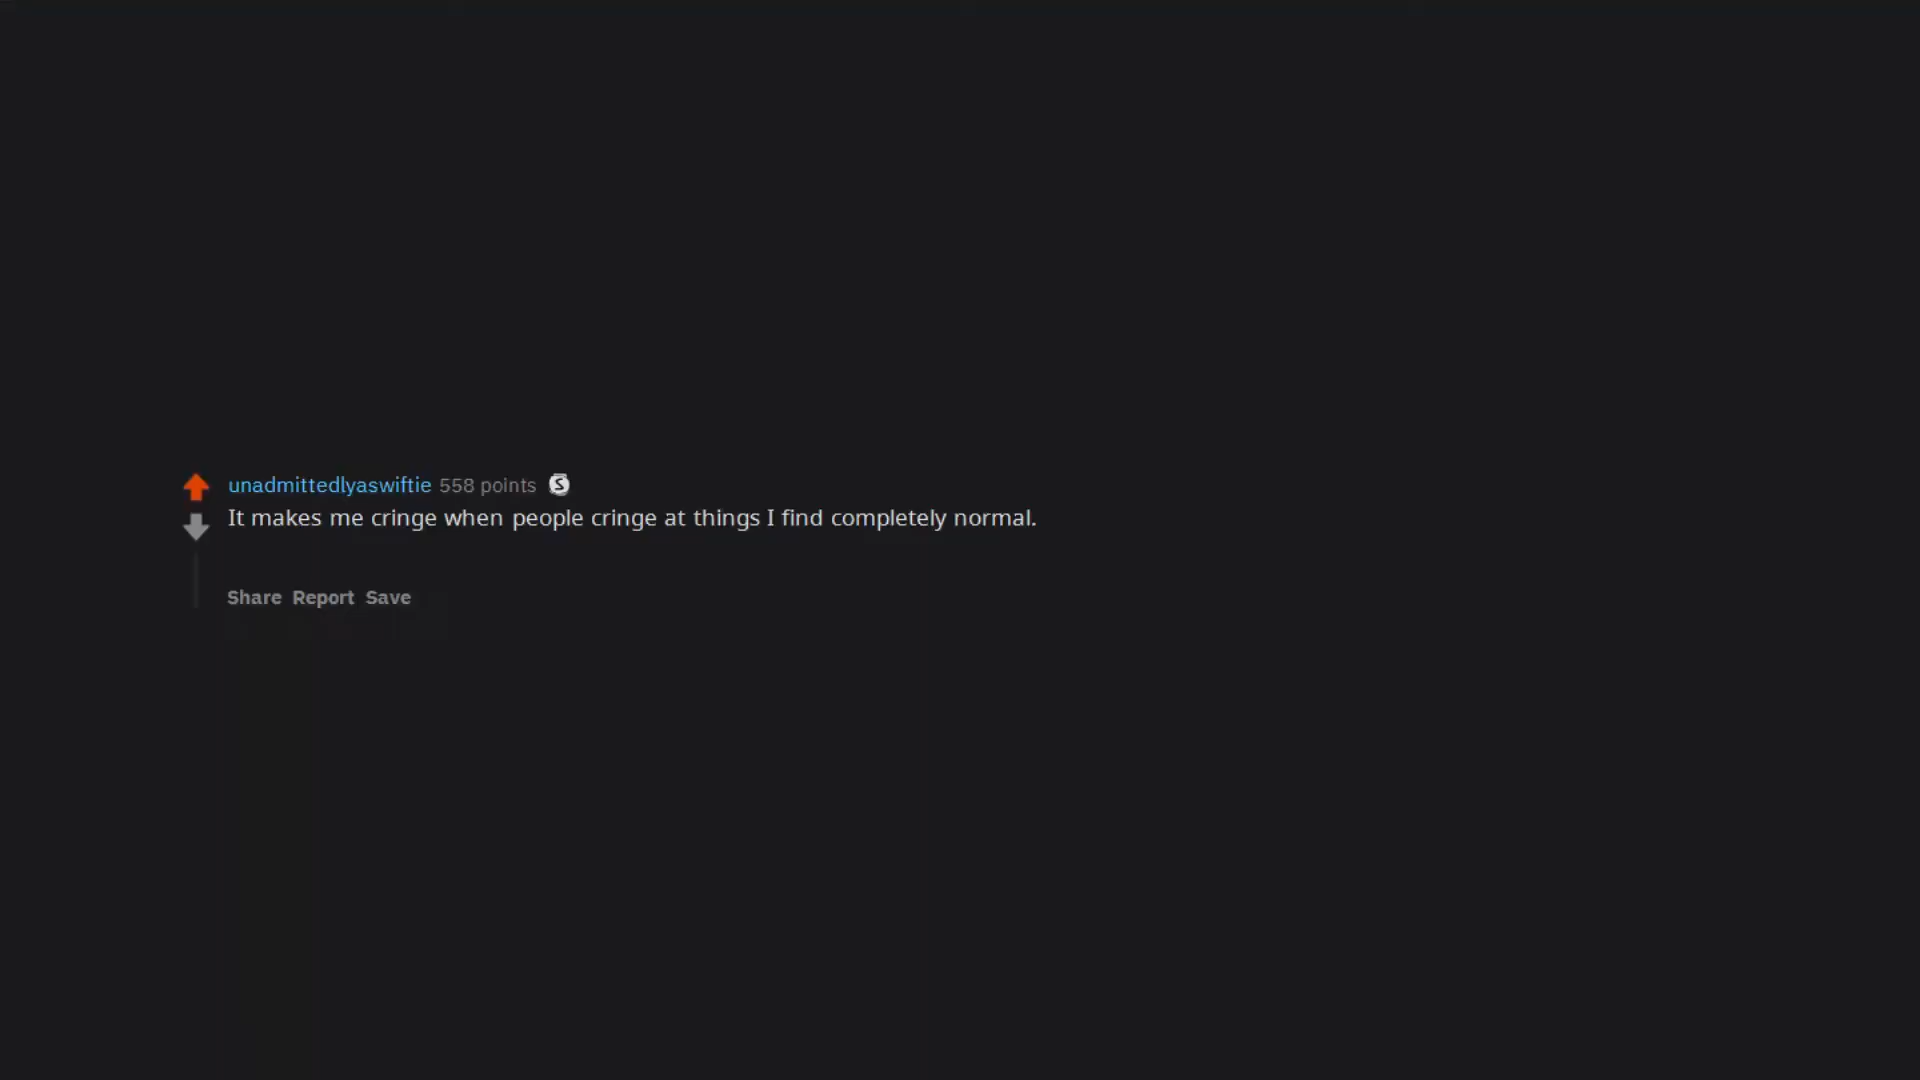 unadmittedlyaswiftie 558 points S
It makes me cringe when people cringe at things I find completely normal.
Share Report Save